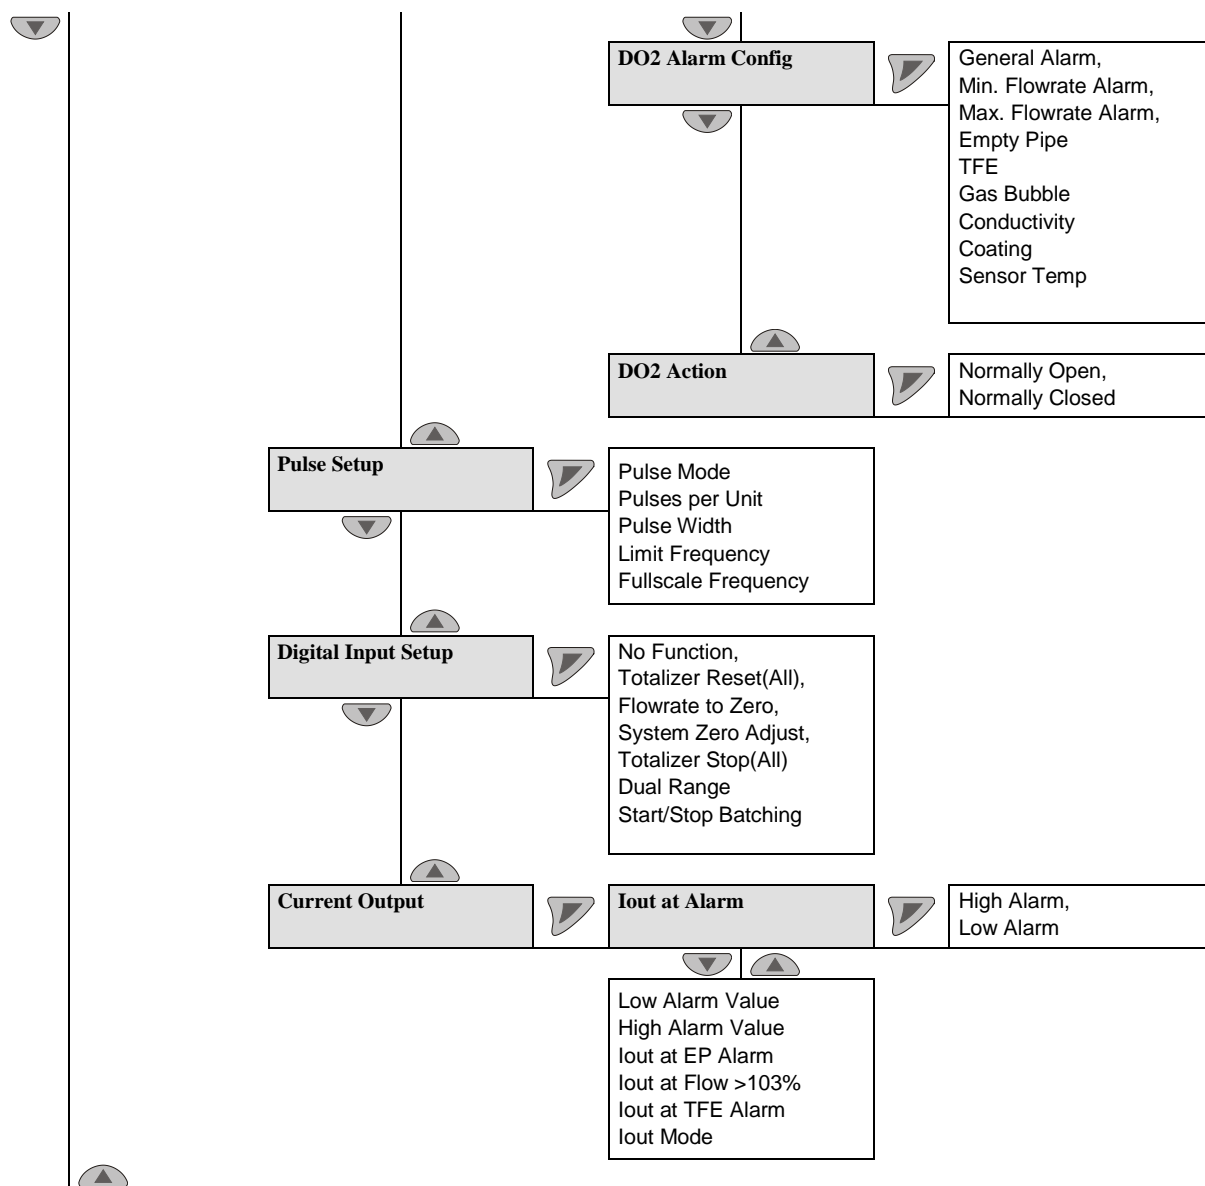 DO2 Alarm Config
General Alarm,
Min. Flowrate Alarm,
Max. Flowrate Alarm,
Empty Pipe
TFE
Gas Bubble
Conductivity
Coating
Sensor Temp
DO2 Action
Normally Open,
Normally Closed
Pulse Setup
Pulse Mode
Pulses per Unit
Pulse Width
Limit Frequency
Fullscale Frequency
Digital Input Setup
No Function,
Totalizer Reset(All),
Flowrate to Zero,
System Zero Adjust,
Totalizer Stop(All)
Dual Range
Start/Stop Batching
Current Output
Iout at Alarm
High Alarm,
Low Alarm
Low Alarm Value
High Alarm Value
Iout at EP Alarm
Iout at Flow >103%
Iout at TFE Alarm
Iout Mode